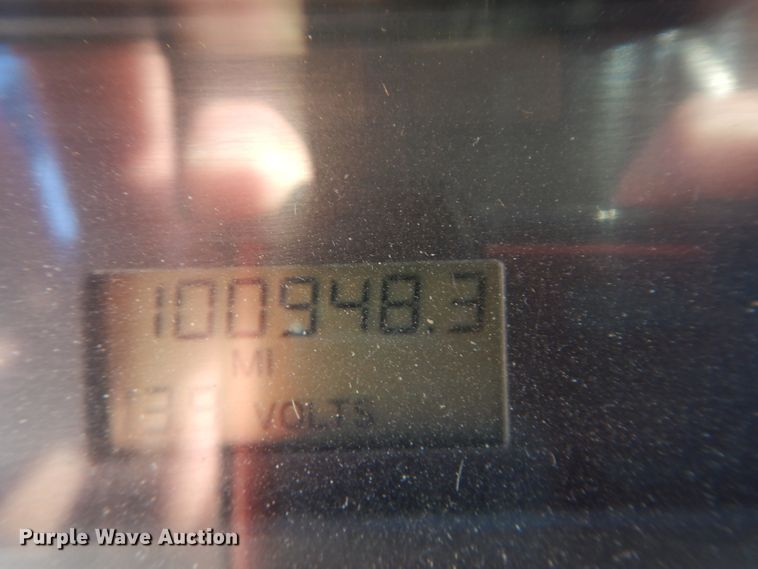 100948.3
MI
VOLTS
Purple Wave Auction